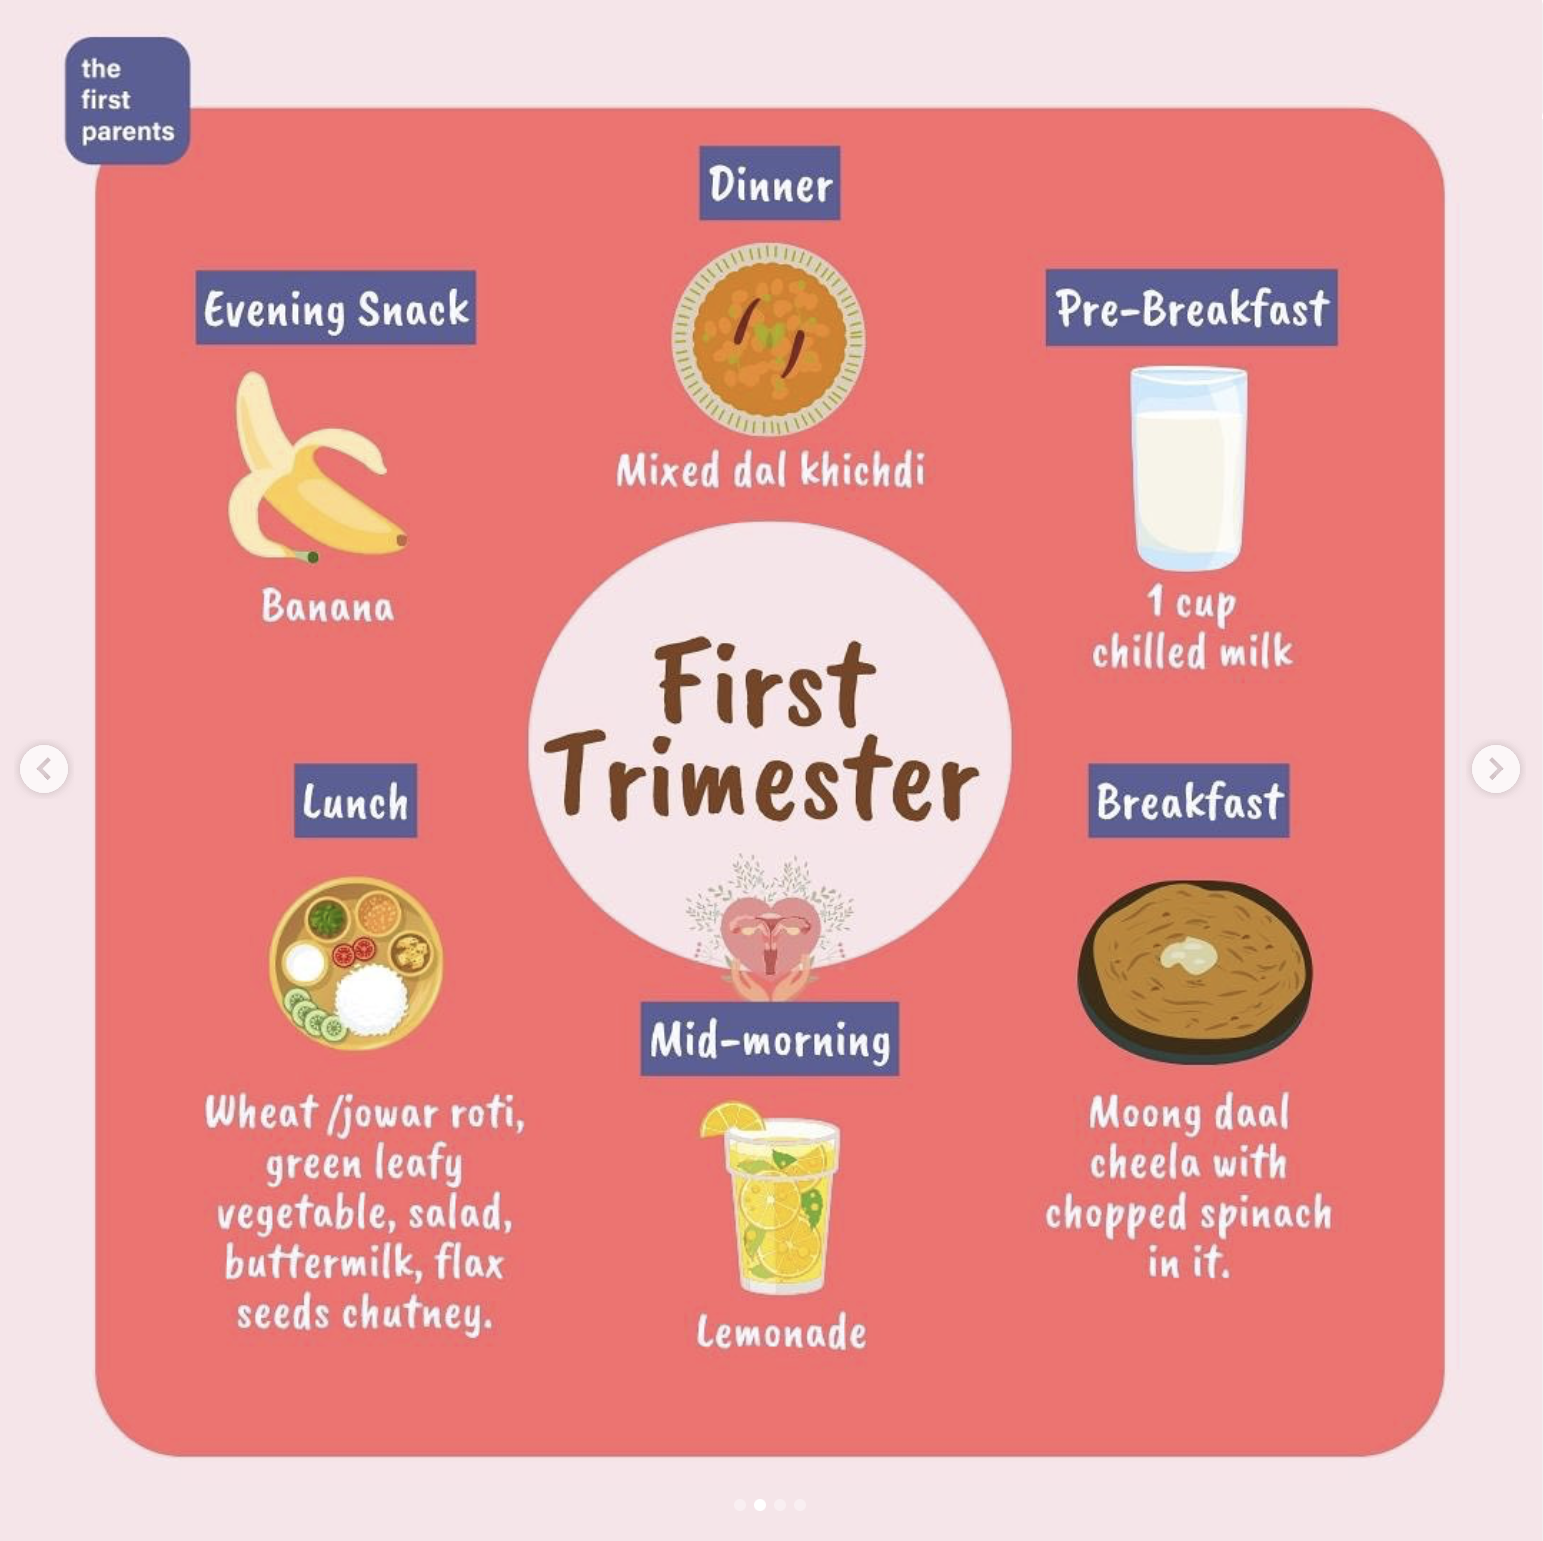 the
first
parents
Dinner
Mixed dal khichdi
Evening Snack
Banana
Pre-Breakfast
1 cup
chilled milk
First
Trimester
Lunch
Wheat /jowar roti,
green leafy
vegetable, salad,
buttermilk, flax
seeds chutney.
Mid-morning
Lemonade
Breakfast
Moong daal
cheela with
chopped spinach
in it.